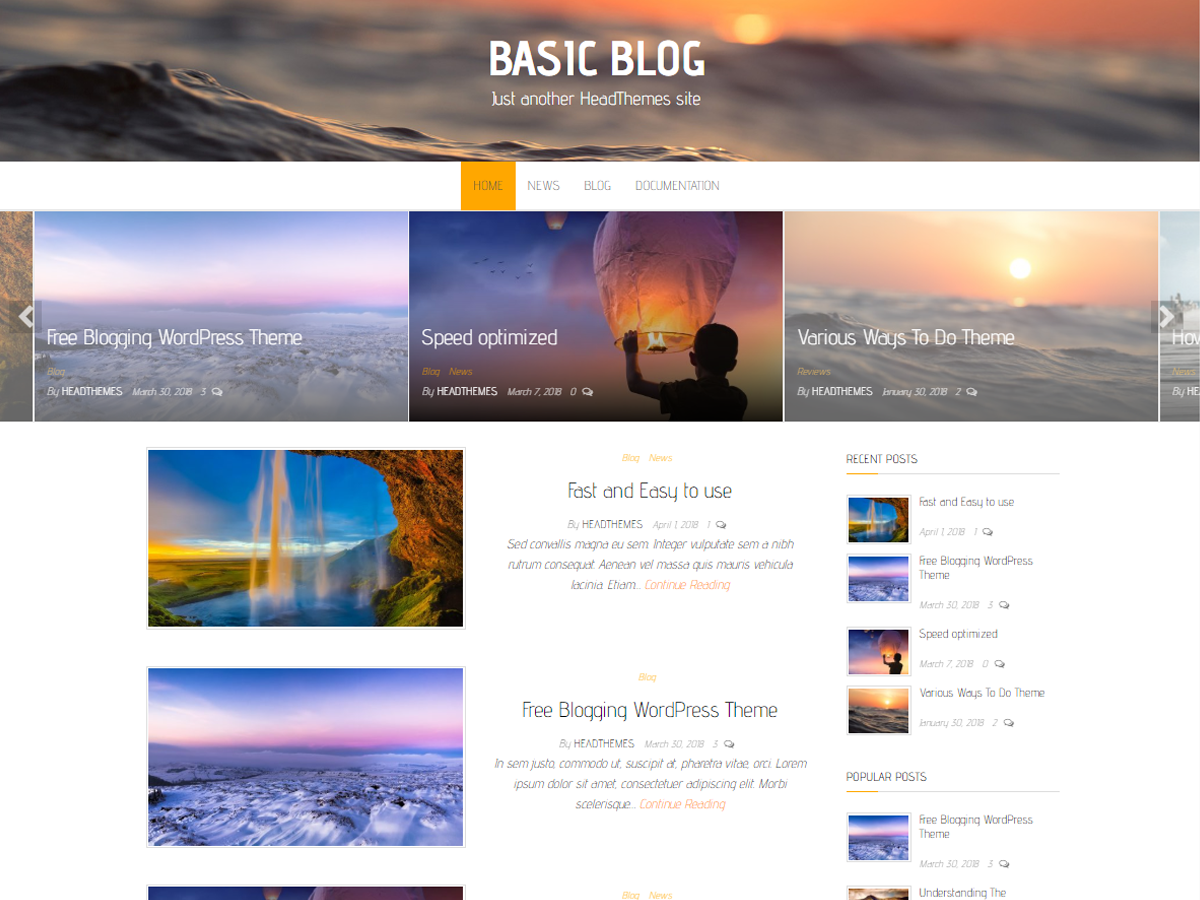 BASIC BLOG
Just another HeadThemes site
HOME NEWS BLOG DOCUMENTATION
Free Blogging WordPress Theme
Blog
By HEADTHEMES March 30, 2018 3
Speed optimized
Blog News
By HEADTHEMES March 7, 2018 0
Various Ways To Do Theme
Reviews
By HEADTHEMES January 30, 2018 2
News
By
Blog News
Fast and Easy to use
By HEADTHEMES April 1, 2018 1
Sed convallis magna eu sem. Integer vulputate sem a nibh
rutrum consequat. Aenean vel massa quis mauris vehicula
lacinia. Etiam... Continue Reading
Blog
Free Blogging WordPress Theme
By HEADTHEMES March 30, 2018 3
In sem justo, commodo ut, suscipit at, pharetra vitae, orci. Lorem
ipsum dolor sit amet, consectetuer adipiscing elit. Morbi
scelerisque... Continue Reading
Blog News
RECENT POSTS
Fast and Easy to use
April 1, 2018 1
Free Blogging WordPress
Theme
March 30, 2018 3
Speed optimized
March 7, 2018 0
Various Ways To Do Theme
January 30, 2018 2
POPULAR POSTS
Free Blogging WordPress
Theme
March 30, 2018 3
Understanding The